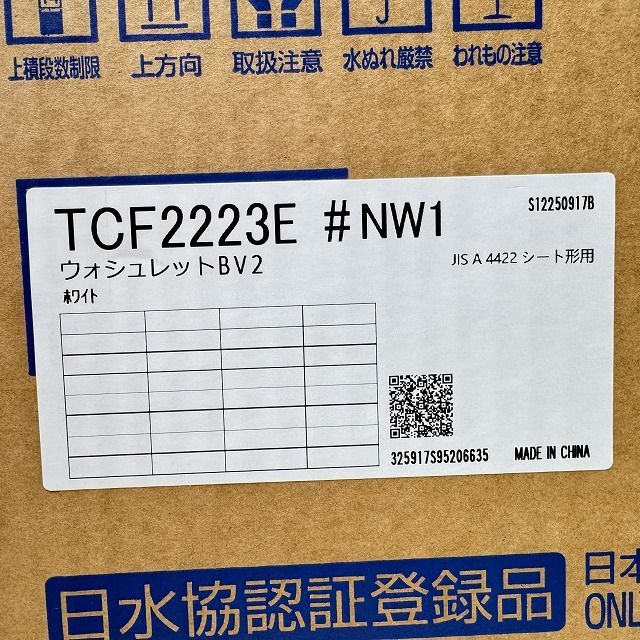 上積段数制限 上方向 取扱注意 水ぬれ厳禁 われもの注意
TCF2223E #NW1 S12250917B
ウォシュレットBV2 JIS A 4422 シート形用
ホワイト
325917S95206635 MADE IN CHINA
日水協認証登録品
日本
ONL